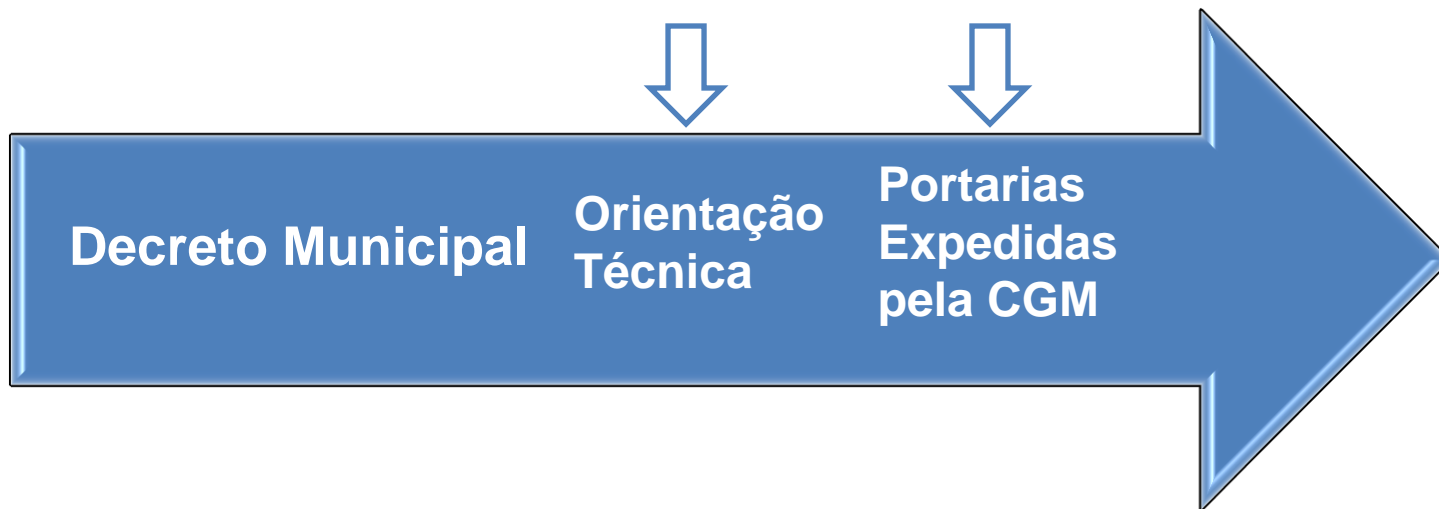 Decreto Municipal
Orientação
Técnica
Portarias
Expedidas
pela CGM